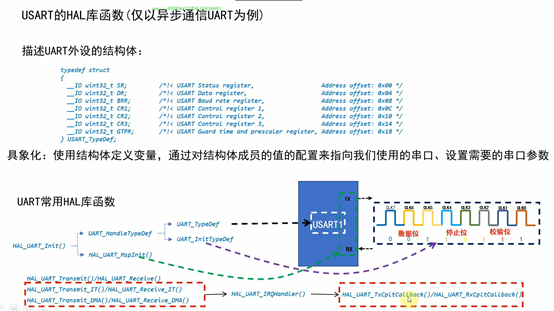 USART的HAL库函数(仅以异步通信UART为例)
描述UART外设的结构体:
typedef struct
{
__IO uint32_t SR; /*!< USART Status register, Address offset: 0x00 */
__IO uint32_t DR; /*!< USART Data register, Address offset: 0x04 */
__IO uint32_t BRR; /*!< USART Baud rate register, Address offset: 0x08 */
__IO uint32_t CR1; /*!< USART Control register 1, Address offset: 0x0C */
__IO uint32_t CR2; /*!< USART Control register 2, Address offset: 0x10 */
__IO uint32_t CR3; /*!< USART Control register 3, Address offset: 0x14 */
__IO uint32_t GTPR; /*!< USART Guard time and prescaler register, Address offset: 0x18 */
} USART_TypeDef;
具象化: 使用结构体定义变量, 通过对结构体成员的值的配置来指向我们使用的串口、设置需要的串口参数
UART常用HAL库函数
HAL_UART_Init()
UART_HandleTypeDef
HAL_UART_MspInit()
UART_TypeDef
UART_InitTypeDef
USART1
TX
RX
CLK7 CLK6 CLK5 CLK4 CLK3 CLK2 CLK1 CLK0
数据位 停止位 校验位
HAL_UART_Transmit()/HAL_UART_Receive()
HAL_UART_Transmit_IT()/HAL_UART_Receive_IT()
HAL_UART_Transmit_DMA()/HAL_UART_Receive_DMA()
HAL_UART_IRQHandler()
HAL_UART_TxCpltCallback()/HAL_UART_RxCpltCallback()